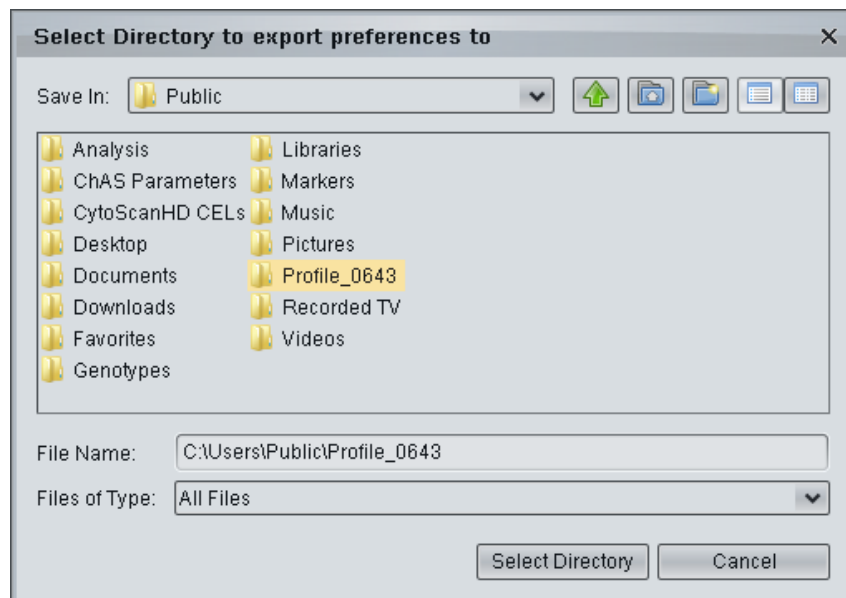 Select Directory to export preferences to
Save In: Public
Analysis Libraries
ChAS Parameters Markers
CytoScanHD CELs Music
Desktop Pictures
Documents Profile_0643
Downloads Recorded TV
Favorites Videos
Genotypes
File Name: C:\Users\Public\Profile_0643
Files of Type: All Files
Select Directory Cancel